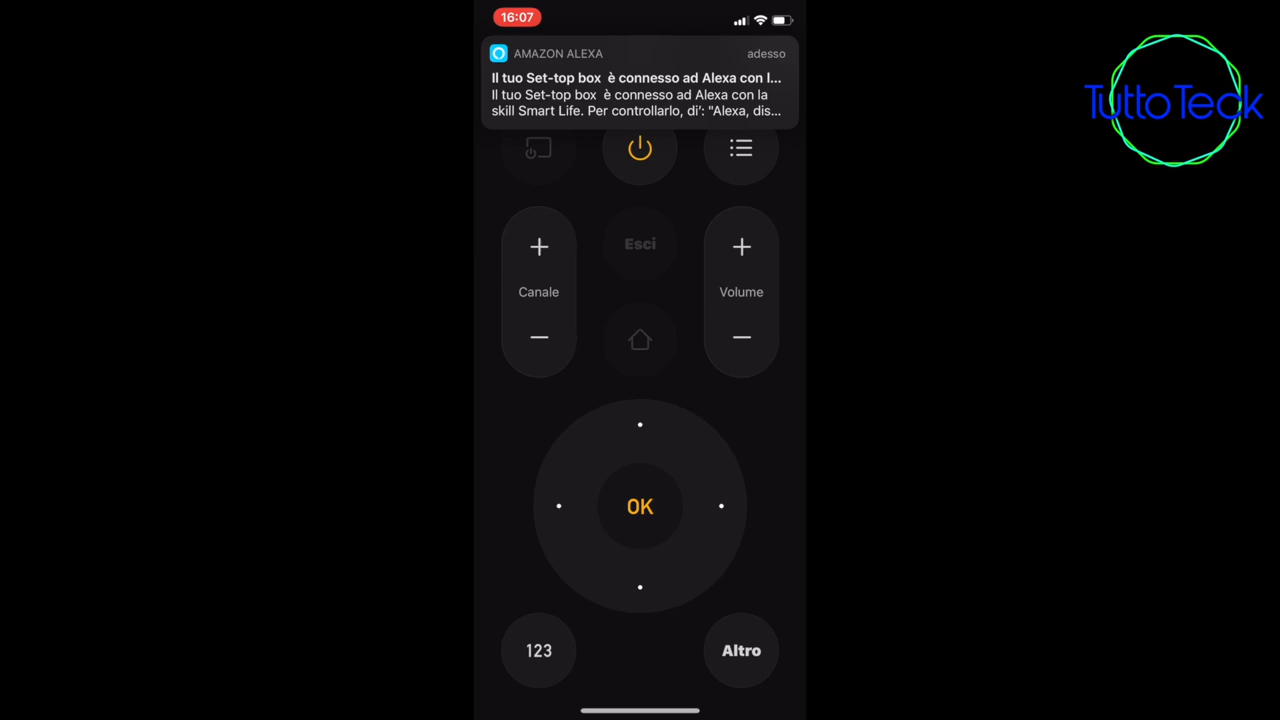 16:07
AMAZON ALEXA adesso
Il tuo Set-top box è connesso ad Alexa con l...
Il tuo Set-top box è connesso ad Alexa con la
skill Smart Life. Per controllarlo, di’: "Alexa, dis...
TuttoTeck
+ Esci +
Canale Volume
− −
OK
123 Altro